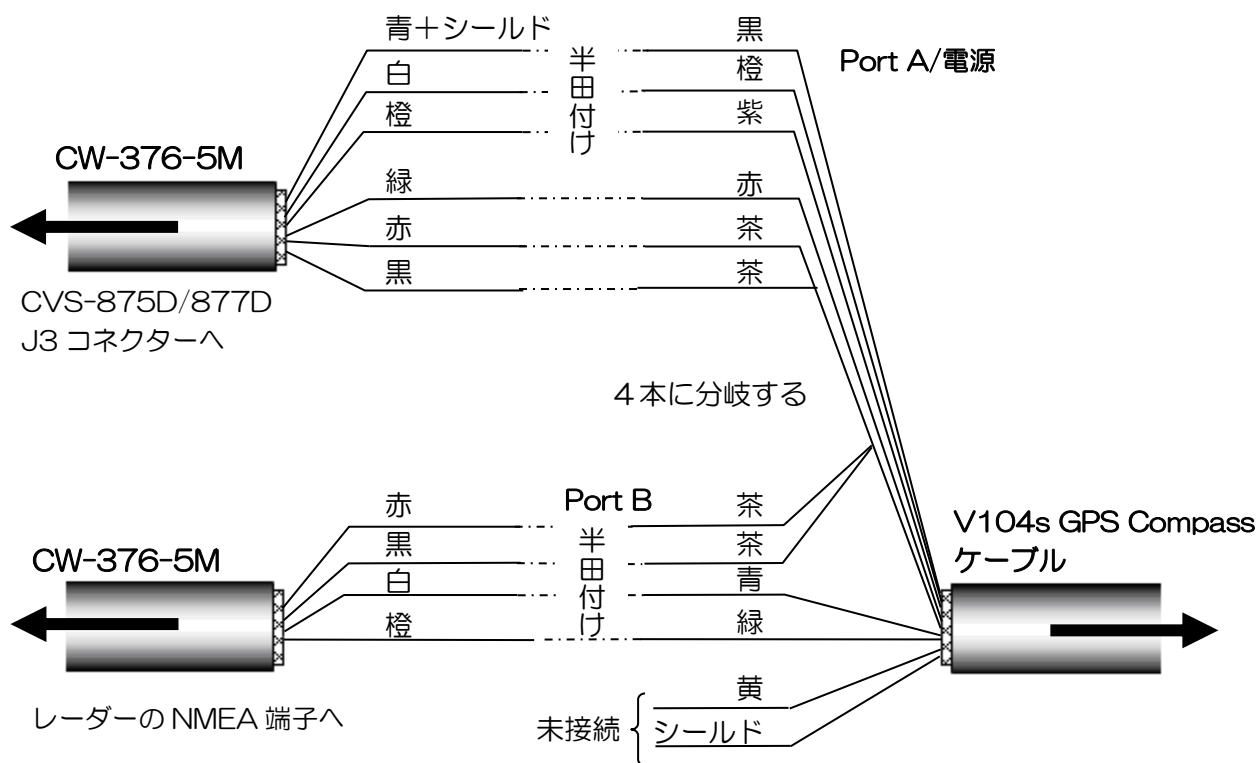 青＋シールド
黒
Port A/電源
白
橙
橙
紫
半田付け
CW-376-5M
緑
赤
赤
茶
黒
茶
CVS-875D/877D
J3 コネクターへ
４本に分岐する
赤
Port B
茶
黒
茶
白
青
橙
緑
半田付け
CW-376-5M
V104s GPS Compass
ケーブル
レーダーの NMEA 端子へ
黄
未接続
シールド